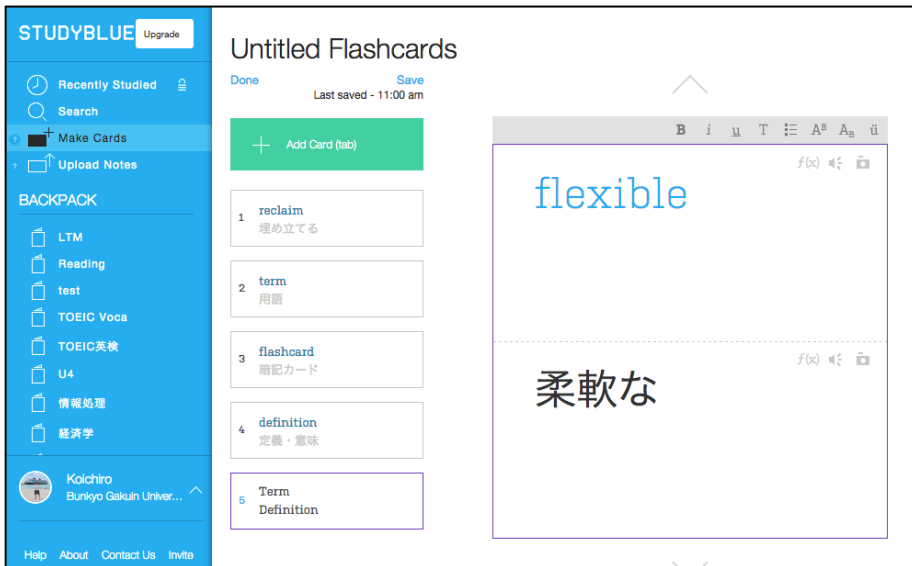 STUDYBLUE Upgrade
Recently Studied
Search
? Make Cards
? Upload Notes
BACKPACK
LTM
Reading
test
TOEIC Voca
TOEIC英検
U4
情報処理
経済学
Koichiro
Bunkyo Gakuin Univer...
Help About Contact Us Invite
Untitled Flashcards
Done Save
Last saved - 11:00 am
Add Card (tab)
1 reclaim
埋め立てる
2 term
用語
3 flashcard
暗記カード
4 definition
定義・意味
5 Term
Definition
B i u T Aᴮ Aʙ ü
f(x)
flexible
f(x)
柔軟な